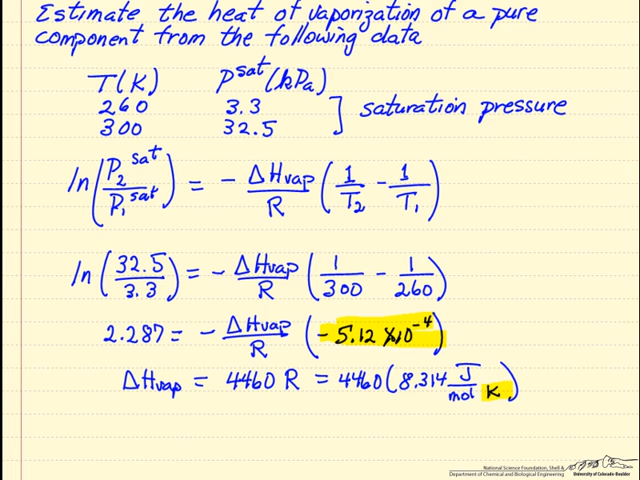 Estimate the heat of vaporization of a pure
component from the following data
T(K) P^sat (kPa)
260 3.3
300 32.5
] saturation pressure
ln(P₂^sat/P₁^sat) = - ΔHvap/R (1/T₂ - 1/T₁)
ln(32.5/3.3) = - ΔHvap/R (1/300 - 1/260)
2.287 = - ΔHvap/R (- 5.12 x10⁻⁴)
ΔHvap = 4460 R = 4460 (8.314 J/mol K)
National Science Foundation, Shell &
Department of Chemical and Biological Engineering
University of Colorado Boulder